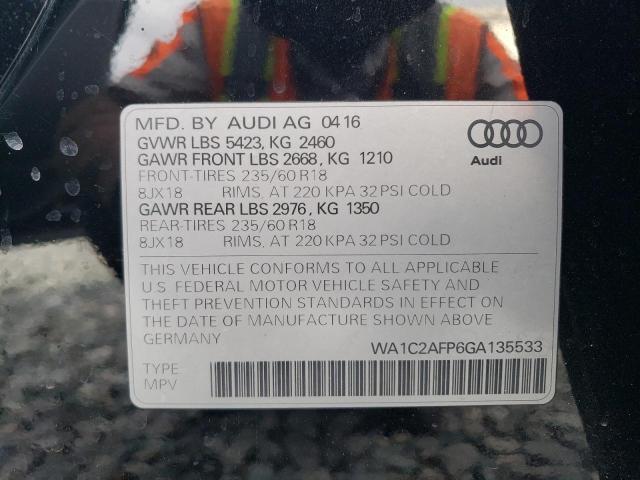 MFD. BY AUDI AG 04 16
GVWR LBS 5423, KG 2460
GAWR FRONT LBS 2668, KG 1210
FRONT-TIRES 235/60 R18
8JX18 RIMS, AT 220 KPA 32 PSI COLD
GAWR REAR LBS 2976, KG 1350
REAR-TIRES 235/60 R18
8JX18 RIMS, AT 220 KPA 32 PSI COLD
Audi
THIS VEHICLE CONFORMS TO ALL APPLICABLE
U.S. FEDERAL MOTOR VEHICLE SAFETY AND
THEFT PREVENTION STANDARDS IN EFFECT ON
THE DATE OF MANUFACTURE SHOWN ABOVE
GERMANY
WA1C2AFP6GA135533
TYPE
MPV